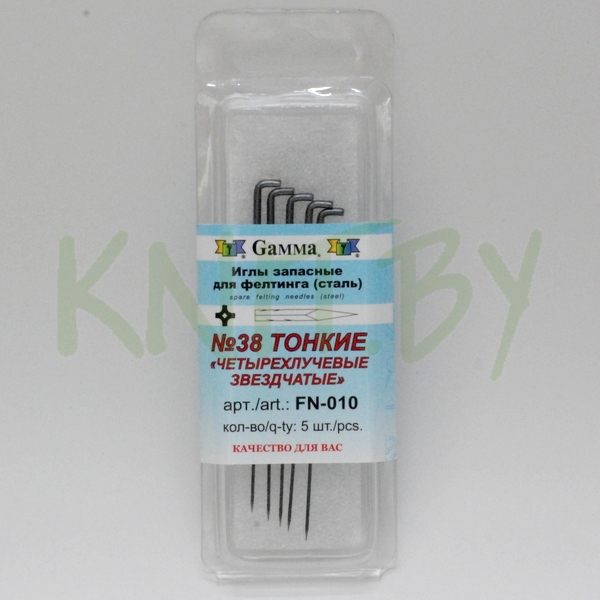 Gamma®
Иглы запасные
для фелтинга (сталь)
spare felting needles (steel)
№38 ТОНКИЕ
«ЧЕТЫРЕХЛУЧЕВЫЕ
ЗВЕЗДЧАТЫЕ»
арт./art.: FN-010
кол-во/q-ty: 5 шт./pcs.
КАЧЕСТВО ДЛЯ ВАС